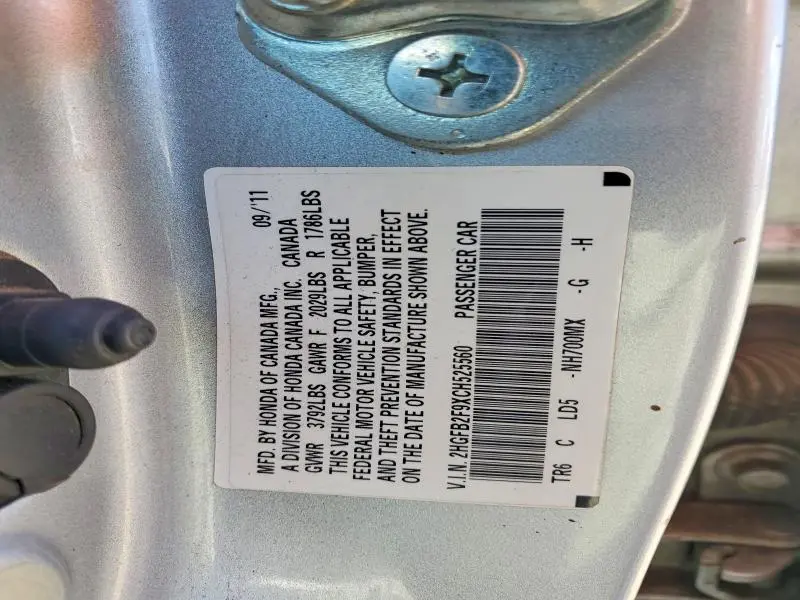 MFD. BY HONDA OF CANADA MFG., 09/'11
A DIVISION OF HONDA CANADA INC. CANADA
GVWR 3792LBS GAWR F 2029LBS R 1786LBS
THIS VEHICLE CONFORMS TO ALL APPLICABLE
FEDERAL MOTOR VEHICLE SAFETY, BUMPER,
AND THEFT PREVENTION STANDARDS IN EFFECT
ON THE DATE OF MANUFACTURE SHOWN ABOVE.
V.I.N. 2HGFB2F9XCH525560 PASSENGER CAR
TR6 C LD5 -NH700MIX -G -H